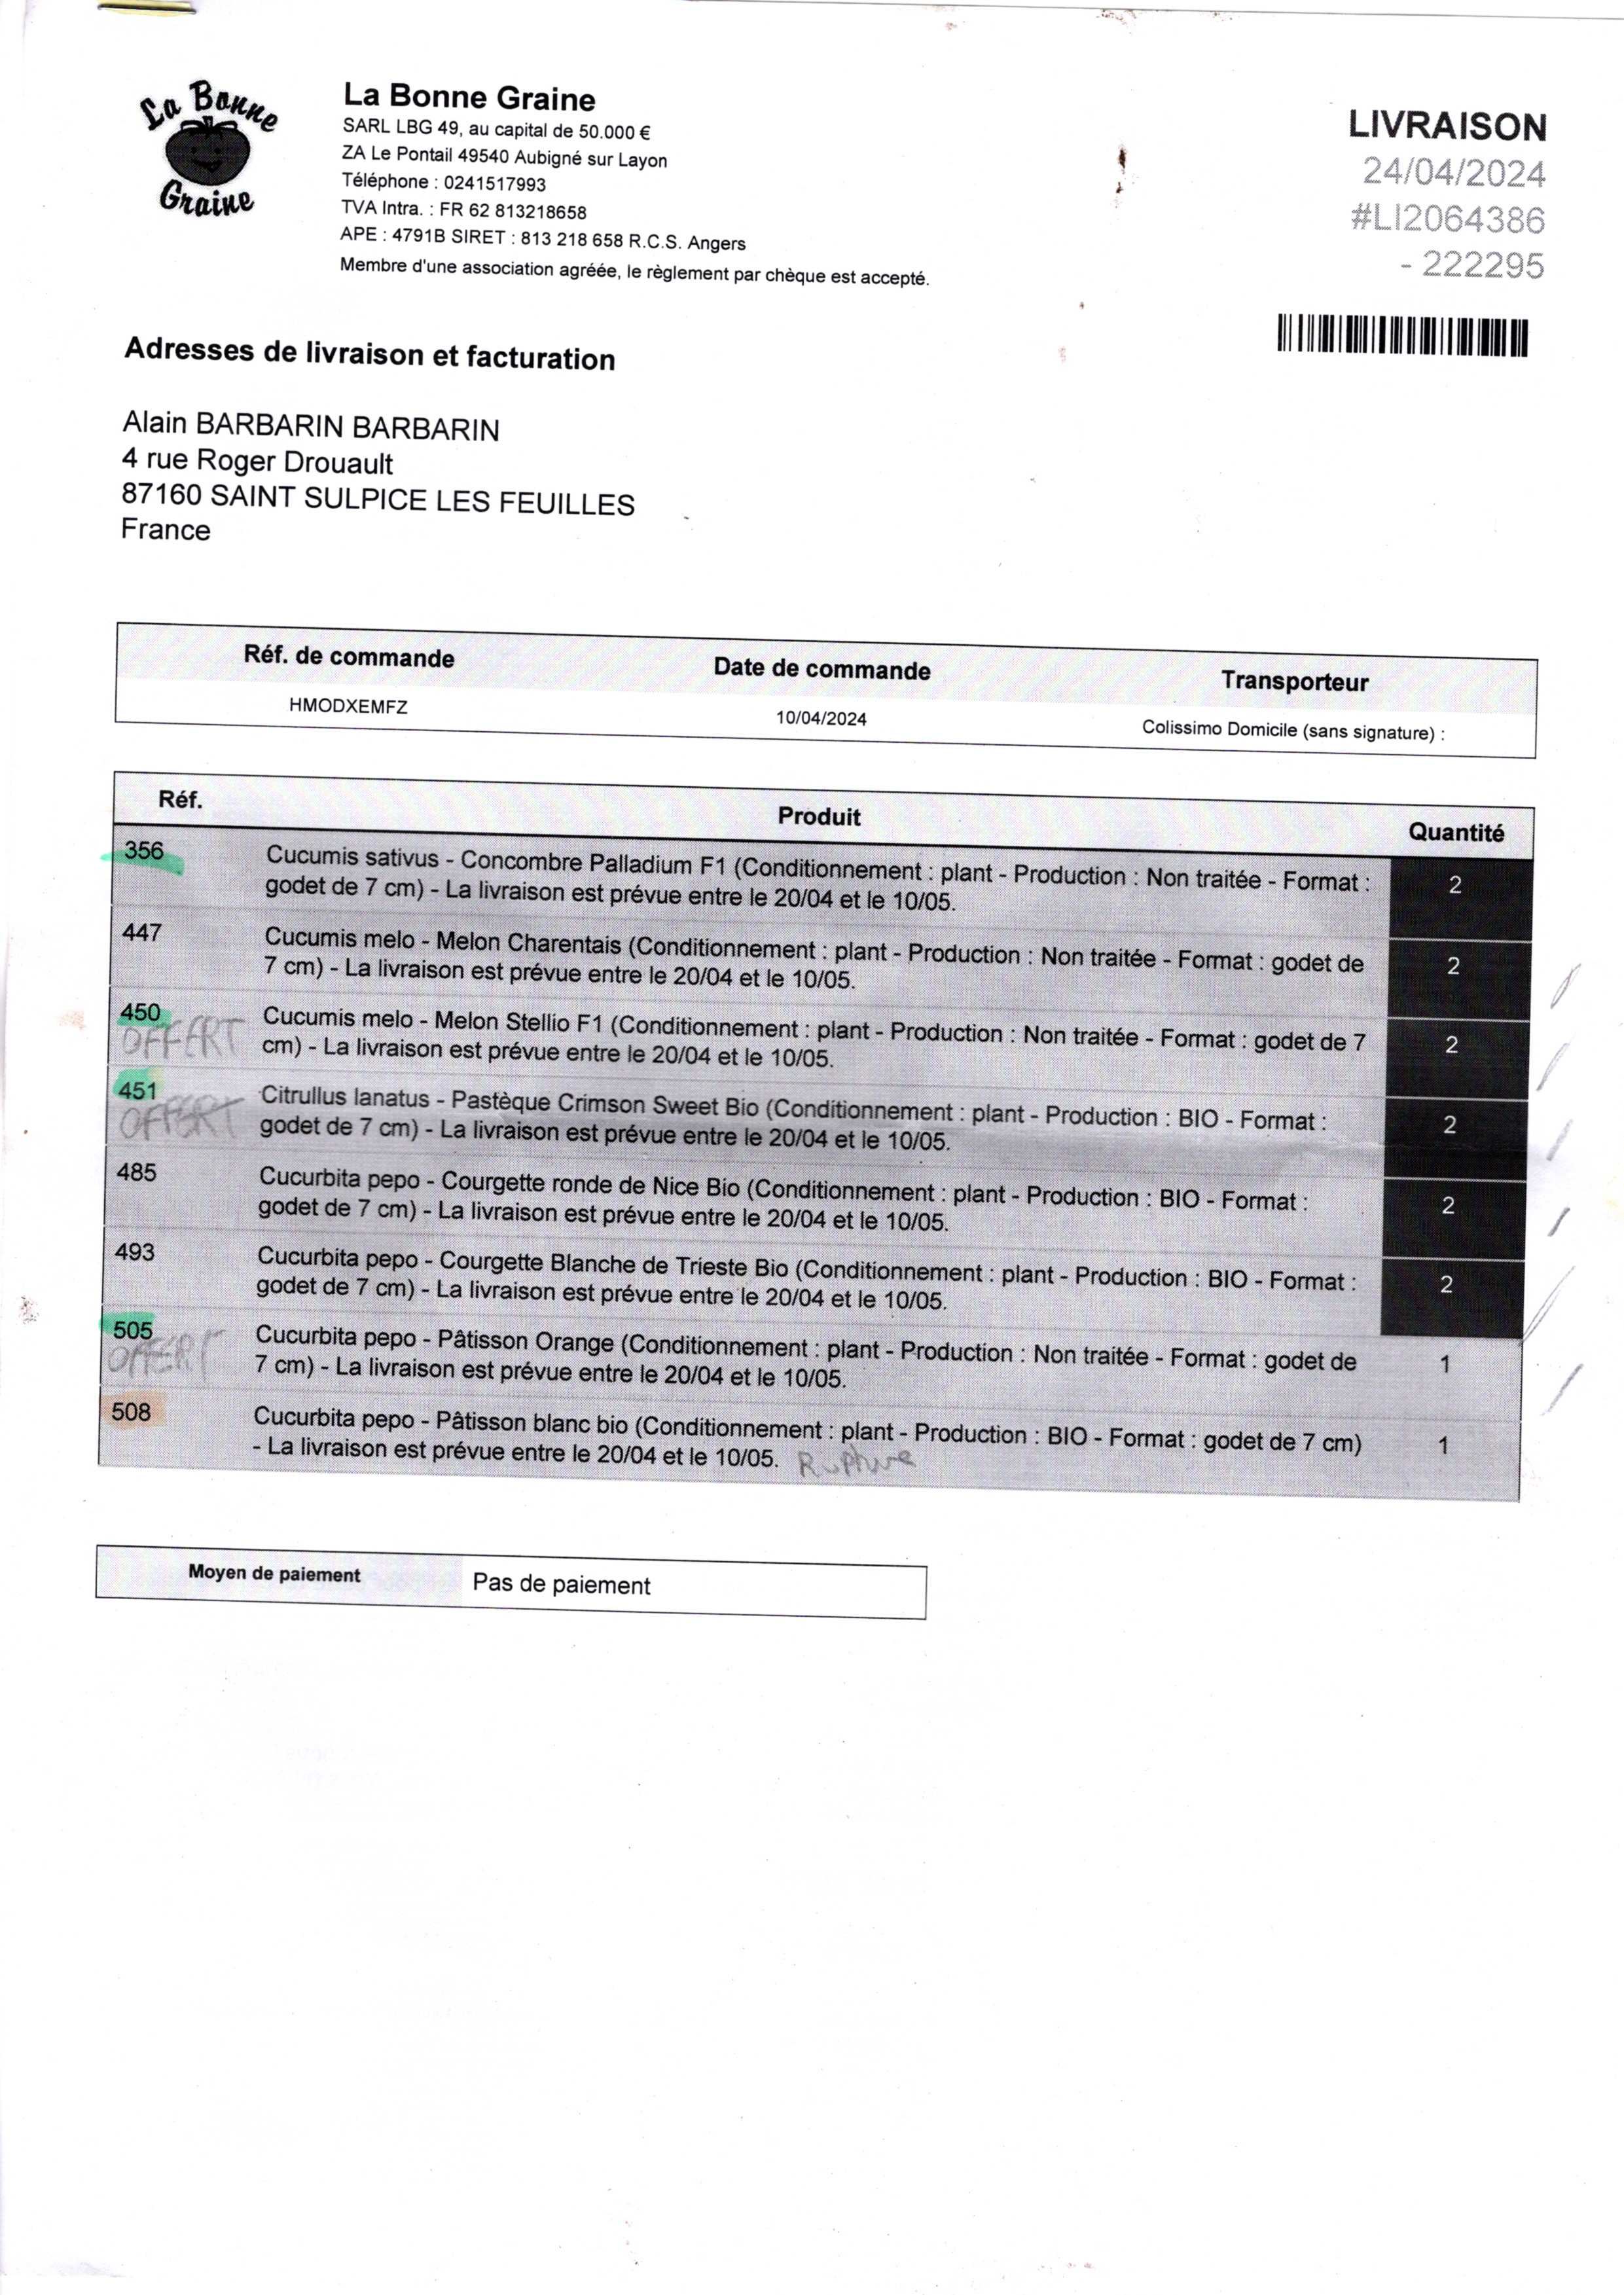 La Bonne
Graine
La Bonne Graine
SARL LBG 49, au capital de 50.000 €
ZA Le Pontail 49540 Aubigné sur Layon
Téléphone : 0241517993
TVA Intra. : FR 62 813218658
APE : 4791B SIRET : 813 218 658 R.C.S. Angers
Membre d'une association agréée, le règlement par chèque est accepté.
LIVRAISON
24/04/2024
#LI2064386
- 222295
Adresses de livraison et facturation
Alain BARBARIN BARBARIN
4 rue Roger Drouault
87160 SAINT SULPICE LES FEUILLES
France
Réf. de commande Date de commande Transporteur
HMODXEMFZ 10/04/2024 Colissimo Domicile (sans signature) :
Réf. Produit Quantité
356 Cucumis sativus - Concombre Palladium F1 (Conditionnement : plant - Production : Non traitée - Format : 2
godet de 7 cm) - La livraison est prévue entre le 20/04 et le 10/05.
447 Cucumis melo - Melon Charentais (Conditionnement : plant - Production : Non traitée - Format : godet de 2
7 cm) - La livraison est prévue entre le 20/04 et le 10/05.
450 Cucumis melo - Melon Stellio F1 (Conditionnement : plant - Production : Non traitée - Format : godet de 7 2
OFFERT cm) - La livraison est prévue entre le 20/04 et le 10/05.
451 Citrullus lanatus - Pastèque Crimson Sweet Bio (Conditionnement : plant - Production : BIO - Format : 2
OFFERT godet de 7 cm) - La livraison est prévue entre le 20/04 et le 10/05.
485 Cucurbita pepo - Courgette ronde de Nice Bio (Conditionnement : plant - Production : BIO - Format : 2
godet de 7 cm) - La livraison est prévue entre le 20/04 et le 10/05.
493 Cucurbita pepo - Courgette Blanche de Trieste Bio (Conditionnement : plant - Production : BIO - Format : 2
godet de 7 cm) - La livraison est prévue entre le 20/04 et le 10/05.
505 Cucurbita pepo - Pâtisson Orange (Conditionnement : plant - Production : Non traitée - Format : godet de 1
OFFERT 7 cm) - La livraison est prévue entre le 20/04 et le 10/05.
508 Cucurbita pepo - Pâtisson blanc bio (Conditionnement : plant - Production : BIO - Format : godet de 7 cm) 1
- La livraison est prévue entre le 20/04 et le 10/05. Rupture
Moyen de paiement Pas de paiement